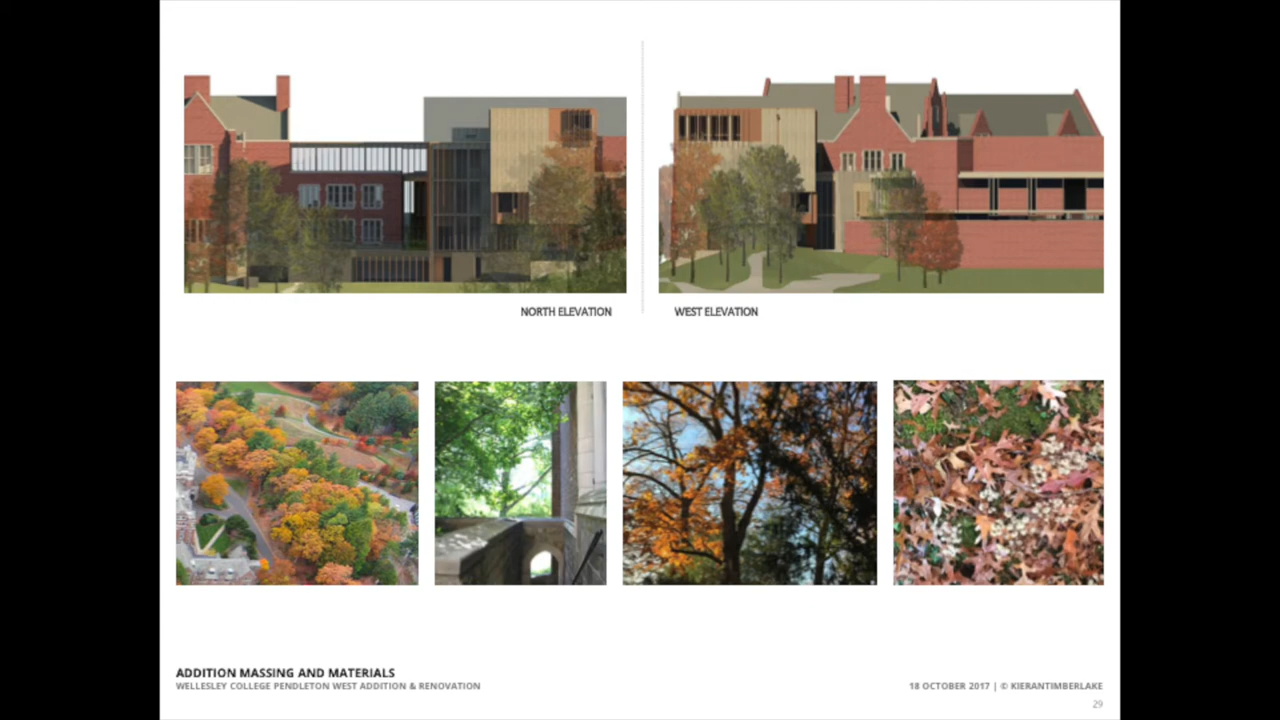 NORTH ELEVATION
WEST ELEVATION
ADDITION MASSING AND MATERIALS
WELLESLEY COLLEGE PENDLETON WEST ADDITION & RENOVATION
18 OCTOBER 2017 | © KIERANTIMBERLAKE
29